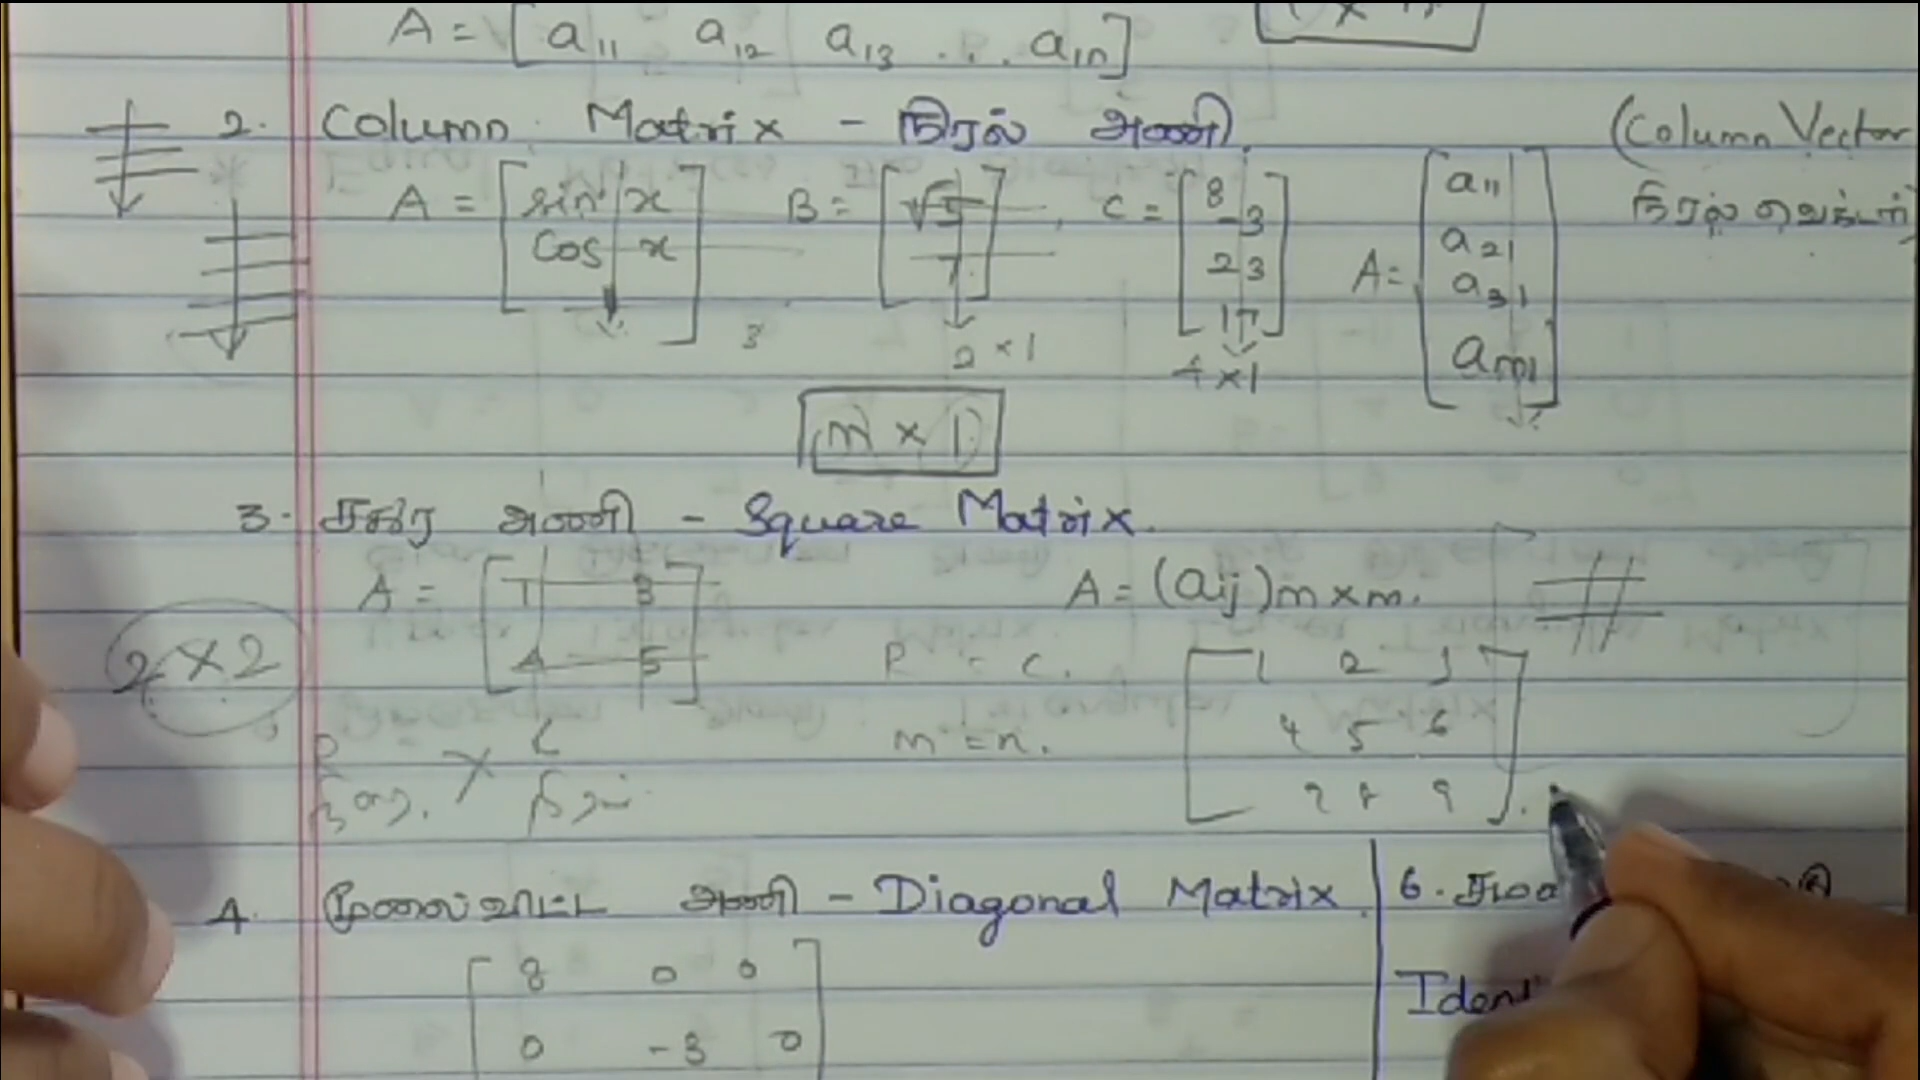 A = [ a11 a12 a13 . . . a1n ]
2. Column Matrix - நிரல் அணி (Column Vector
நிரல் வெக்டர்
A = [ sin x
cos x ]
B = [ √5
7 ] 2 × 1
C = [ 8
-3
23
17 ] 4 × 1
A = [ a11
a21
a31
am1 ]
3
m × 1
3. சதுர அணி - Square Matrix.
A = [ 1 3
4 5 ]
2 × 2
A = (aij) m × m.
R = C.
m = n.
[ 1 2 3
4 5 6
7 8 9 ].
R × C
4. மூலைவிட்ட அணி - Diagonal Matrix.
[ 8 0 0
0 -3 0
6.